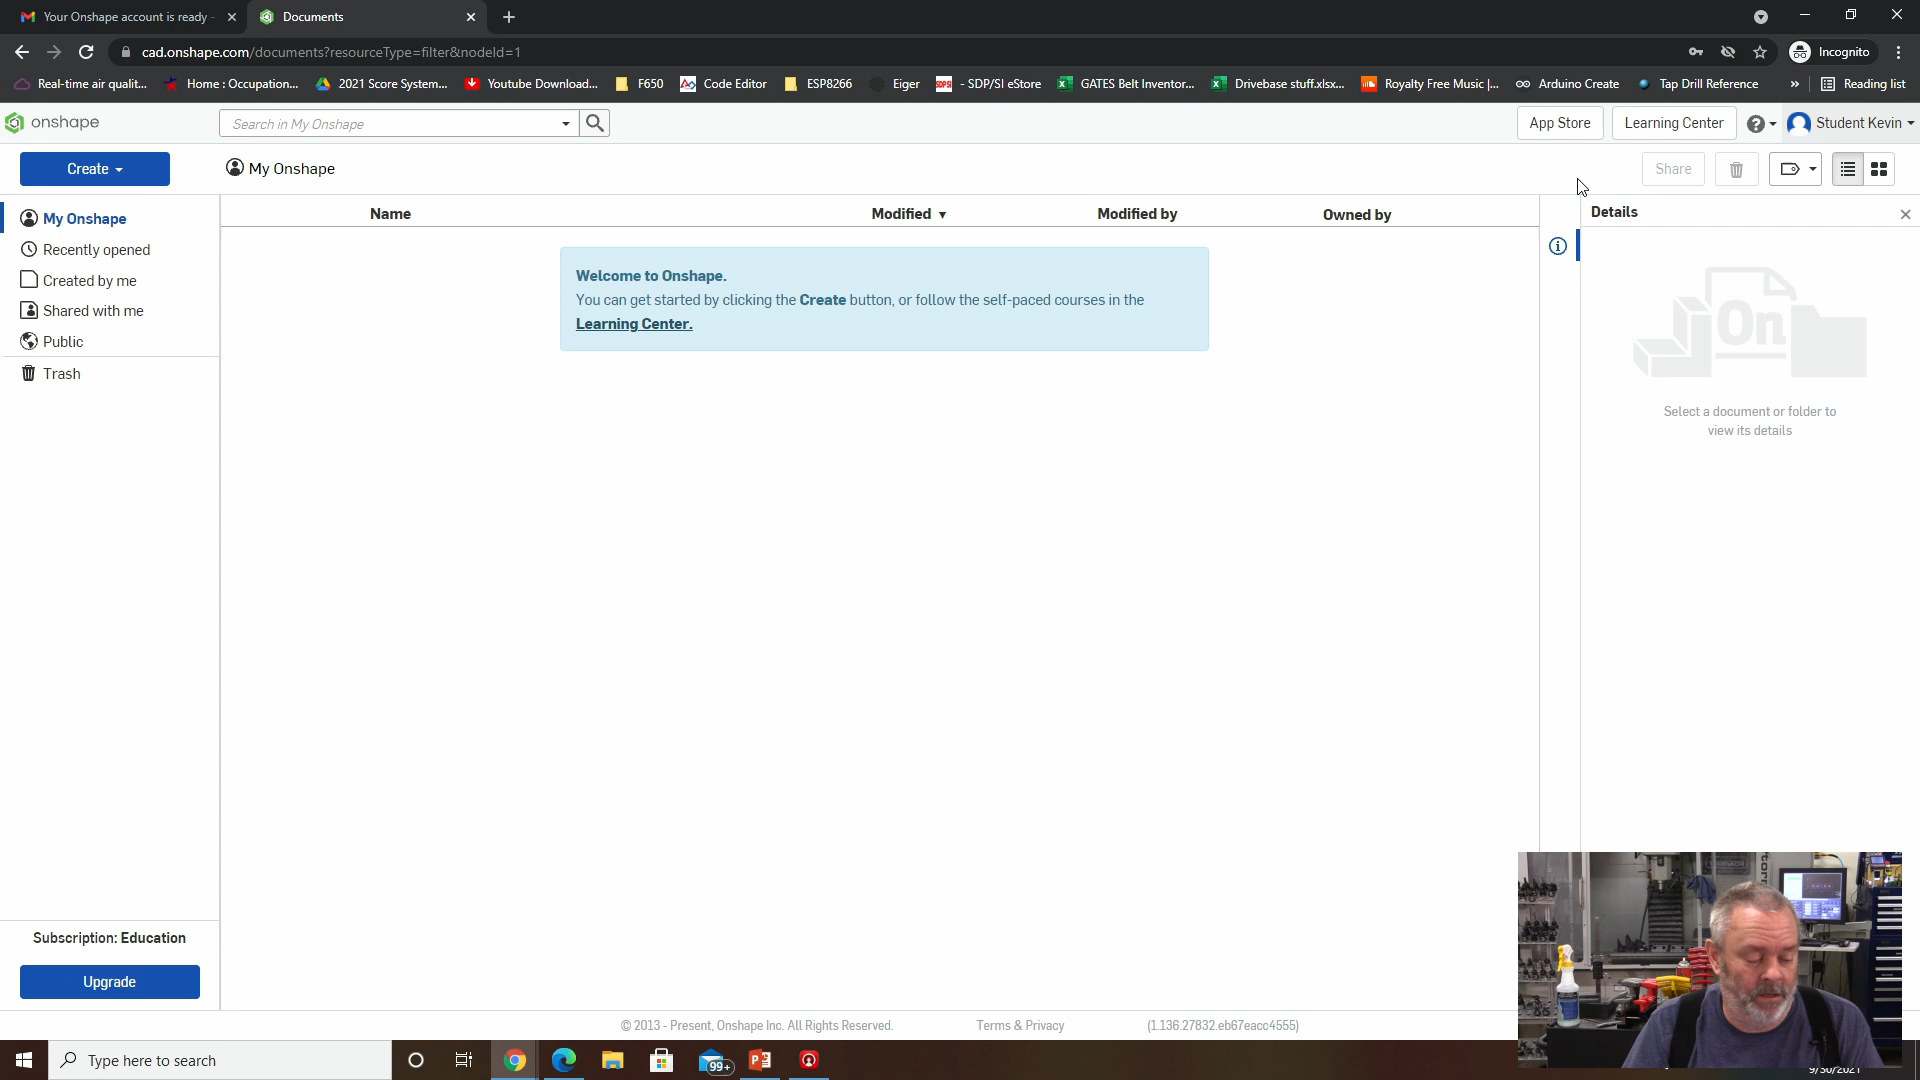 Your Onshape account is ready -
Documents
cad.onshape.com/documents?resourceType=filter&nodeId=1
Incognito
Real-time air qualit...
Home : Occupation...
2021 Score System...
Youtube Download...
F650
Code Editor
ESP8266
Eiger
- SDP/SI eStore
GATES Belt Inventor...
Drivebase stuff.xlsx...
Royalty Free Music |...
Arduino Create
Tap Drill Reference
»
Reading list
onshape
Search in My Onshape
App Store
Learning Center
Student Kevin
Create
My Onshape
Share
My Onshape
Recently opened
Created by me
Shared with me
Public
Trash
Name
Modified
Modified by
Owned by
Details
Welcome to Onshape.
You can get started by clicking the Create button, or follow the self-paced courses in the
Learning Center.
On
Select a document or folder to
view its details
Subscription: Education
Upgrade
© 2013 - Present, Onshape Inc. All Rights Reserved.
Terms & Privacy
(1.136.27832.eb67eacc4555)
Type here to search
99+
9/30/2021